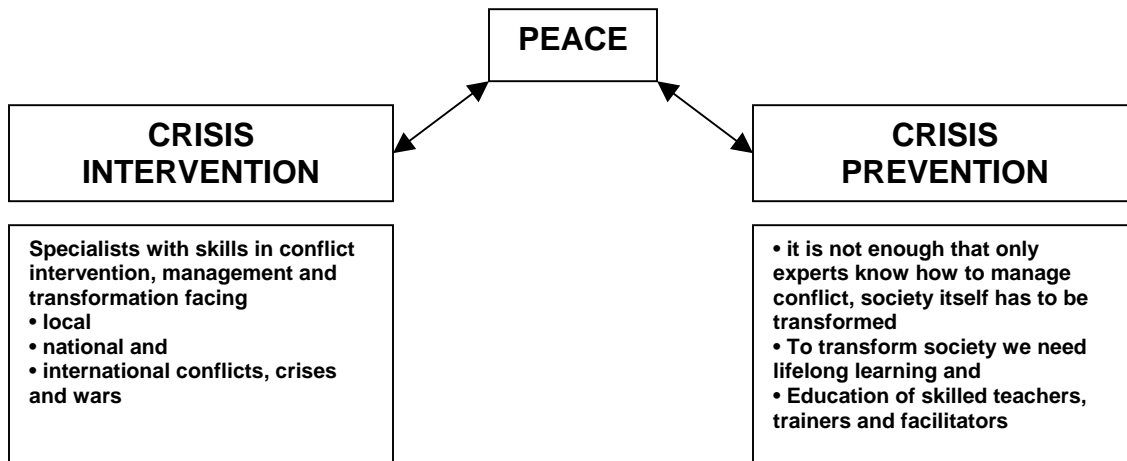 PEACE
CRISIS
INTERVENTION
Specialists with skills in conflict
intervention, management and
transformation facing
• local
• national and
• international conflicts, crises
and wars
CRISIS
PREVENTION
• it is not enough that only
experts know how to manage
conflict, society itself has to be
transformed
• To transform society we need
lifelong learning and
• Education of skilled teachers,
trainers and facilitators